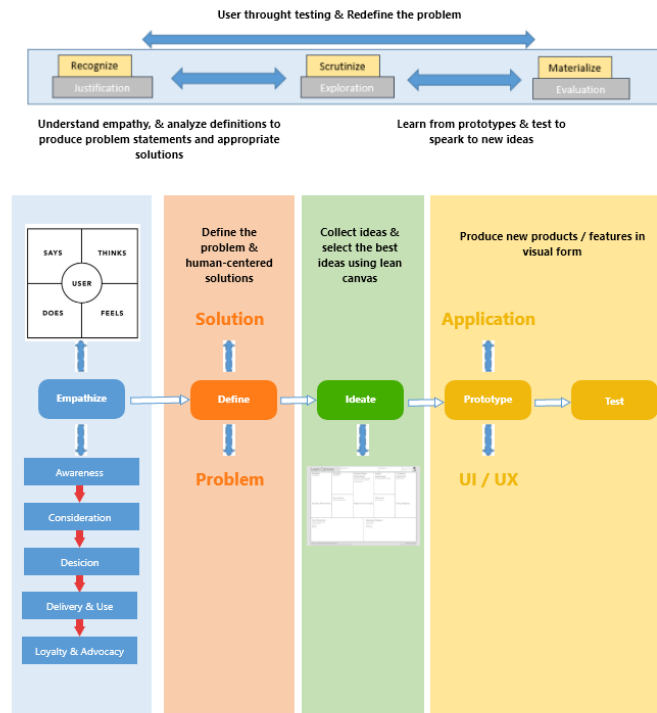 User throught testing & Redefine the problem
Recognize
Justification
Scrutinize
Exploration
Materialize
Evaluation
Understand empathy, & analyze definitions to
produce problem statements and appropriate
solutions
Learn from prototypes & test to
speark to new ideas
SAYS
THINKS
USER
DOES
FEELS
Define the
problem &
human-centered
solutions
Collect ideas &
select the best
ideas using lean
canvas
Produce new products / features in
visual form
Solution
Application
Empathize
Define
Ideate
Prototype
Test
Problem
UI / UX
Awareness
Consideration
Desicion
Delivery & Use
Loyalty & Advocacy